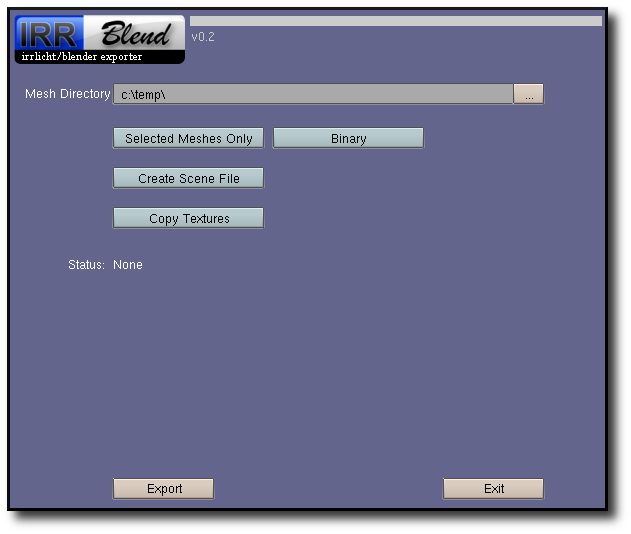 IRR Blend
irrlicht/blender exporter
v0.2
Mesh Directory c:\temp\ ...
Selected Meshes Only Binary
Create Scene File
Copy Textures
Status: None
Export Exit